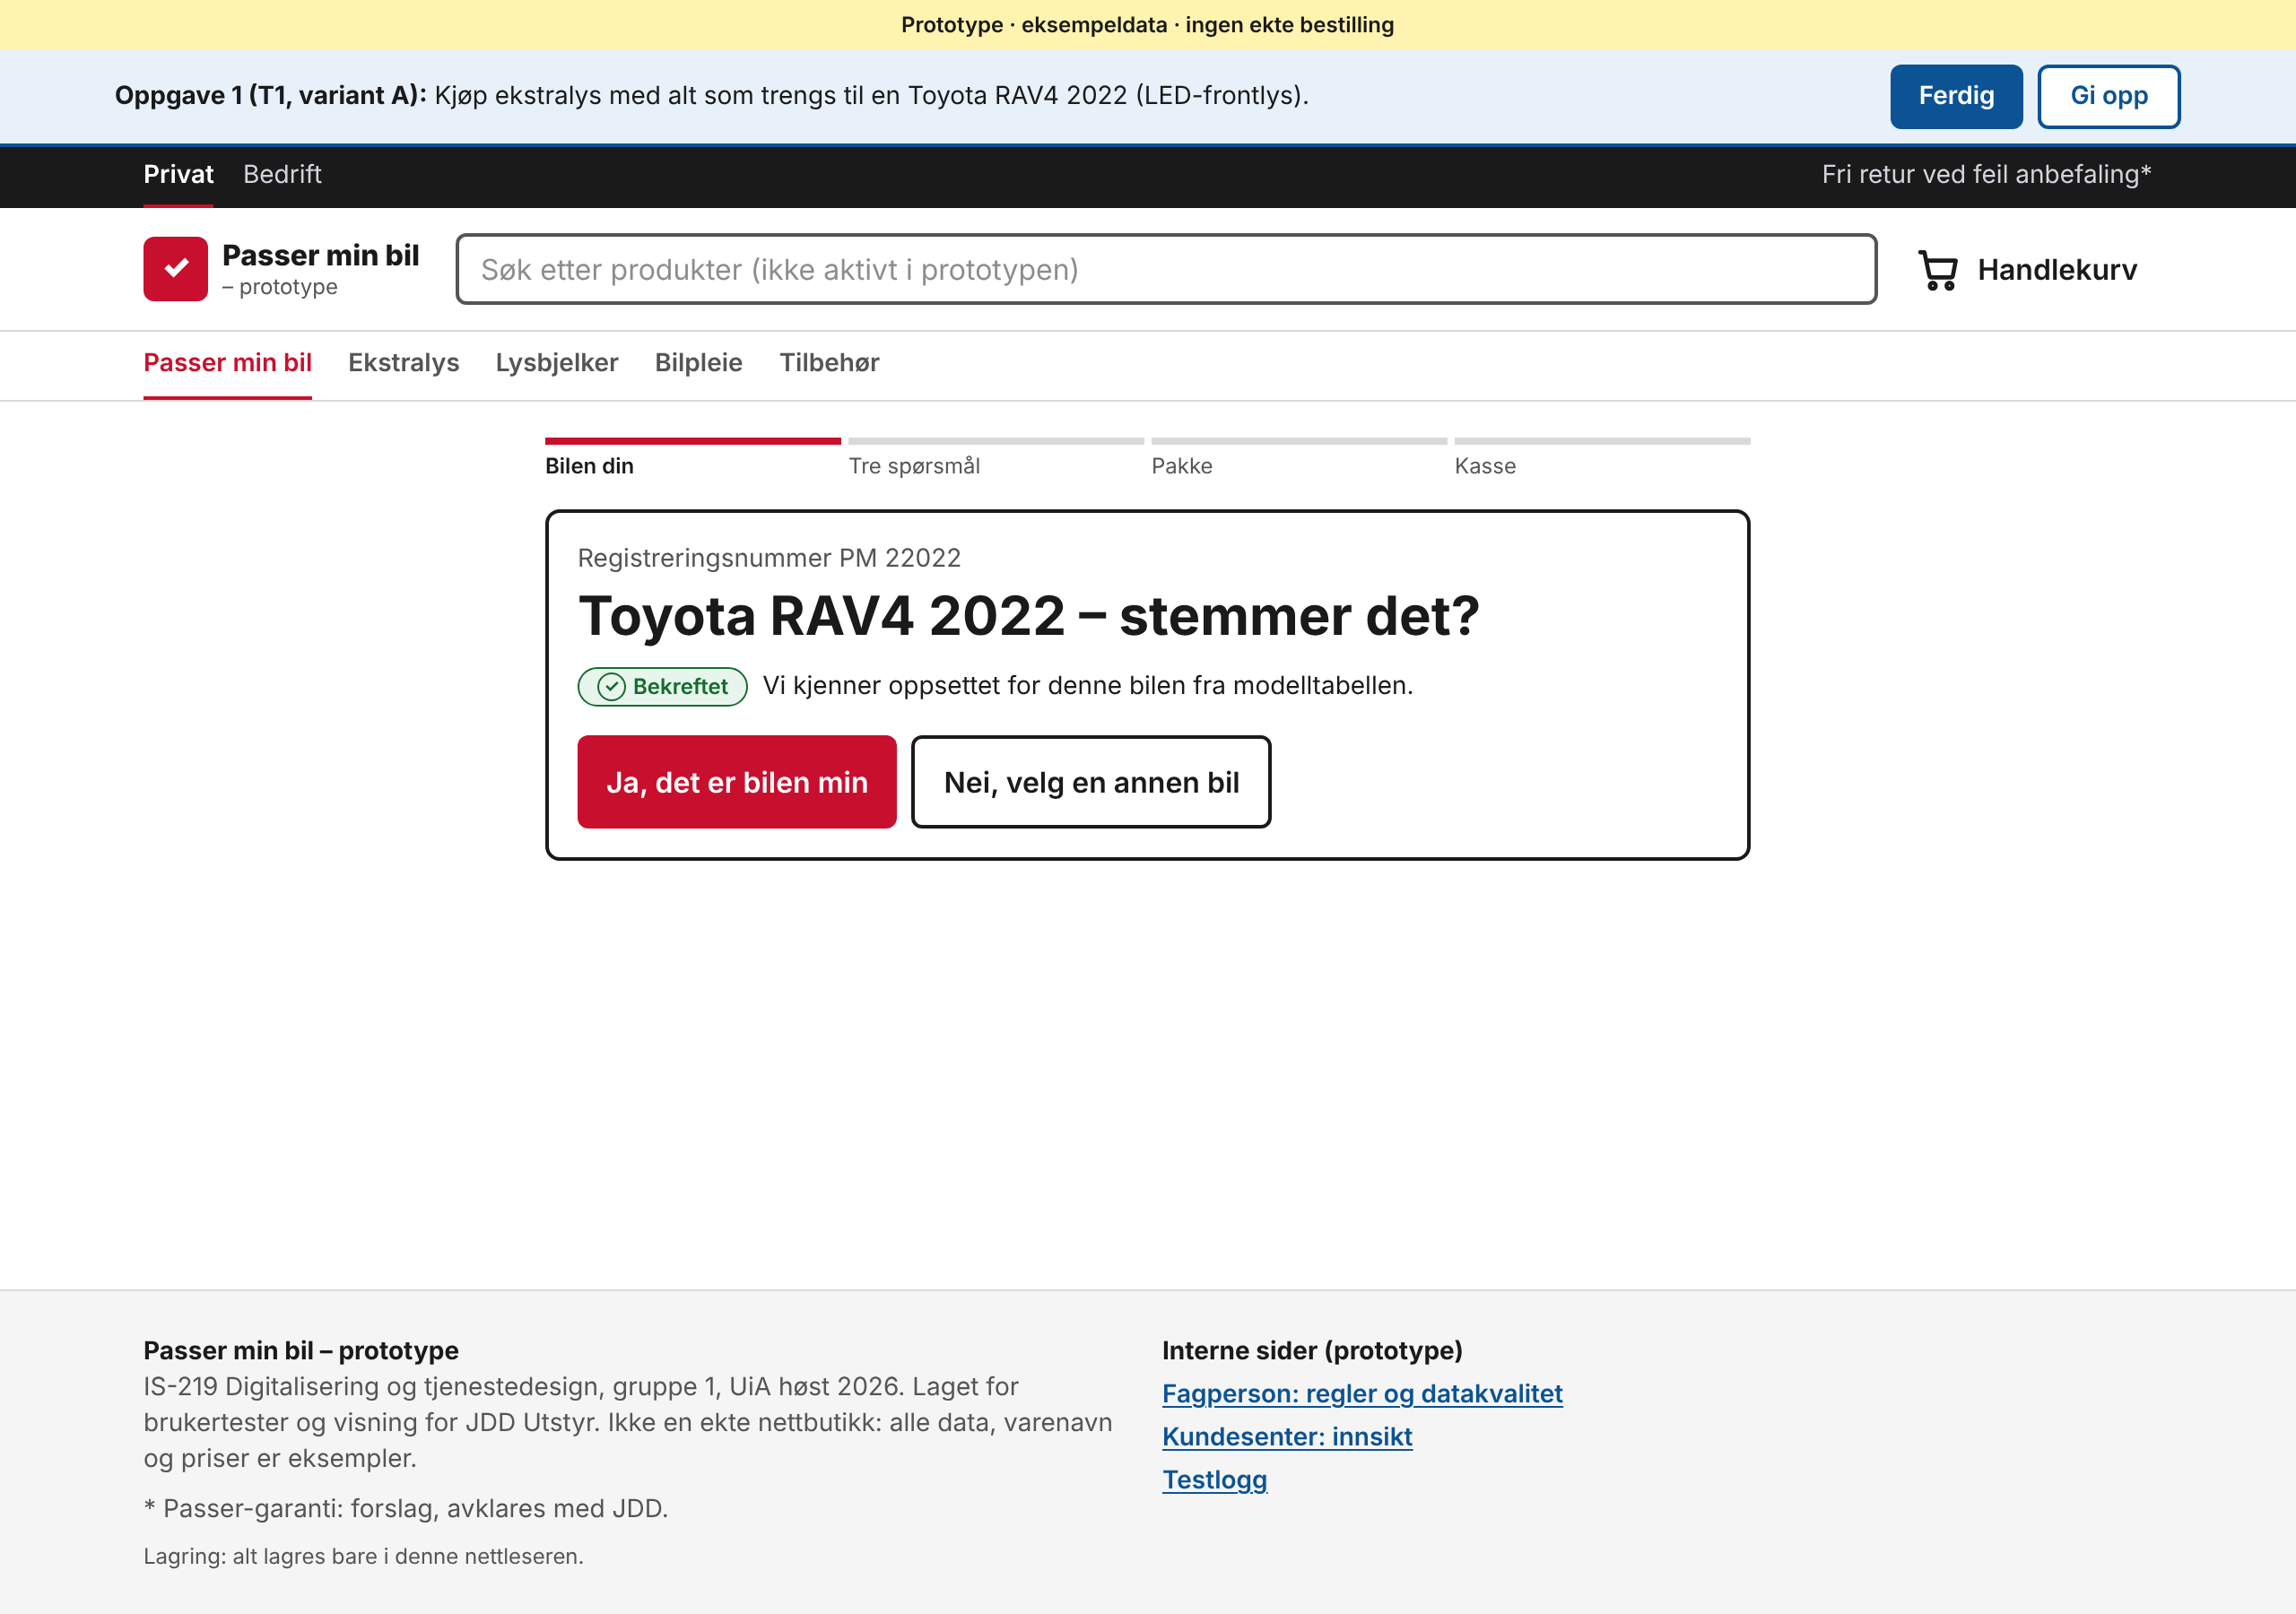 Prototype · eksempeldata · ingen ekte bestilling
Oppgave 1 (T1, variant A): Kjøp ekstralys med alt som trengs til en Toyota RAV4 2022 (LED-frontlys).
Ferdig
Gi opp
Privat
Bedrift
Fri retur ved feil anbefaling*
Passer min bil
– prototype
Søk etter produkter (ikke aktivt i prototypen)
Handlekurv
Passer min bil
Ekstralys
Lysbjelker
Bilpleie
Tilbehør
Bilen din
Tre spørsmål
Pakke
Kasse
Registreringsnummer PM 22022
Toyota RAV4 2022 – stemmer det?
Bekreftet
Vi kjenner oppsettet for denne bilen fra modelltabellen.
Ja, det er bilen min
Nei, velg en annen bil
Passer min bil – prototype
IS-219 Digitalisering og tjenestedesign, gruppe 1, UiA høst 2026. Laget for
brukertester og visning for JDD Utstyr. Ikke en ekte nettbutikk: alle data, varenavn
og priser er eksempler.
* Passer-garanti: forslag, avklares med JDD.
Lagring: alt lagres bare i denne nettleseren.
Interne sider (prototype)
Fagperson: regler og datakvalitet
Kundesenter: innsikt
Testlogg